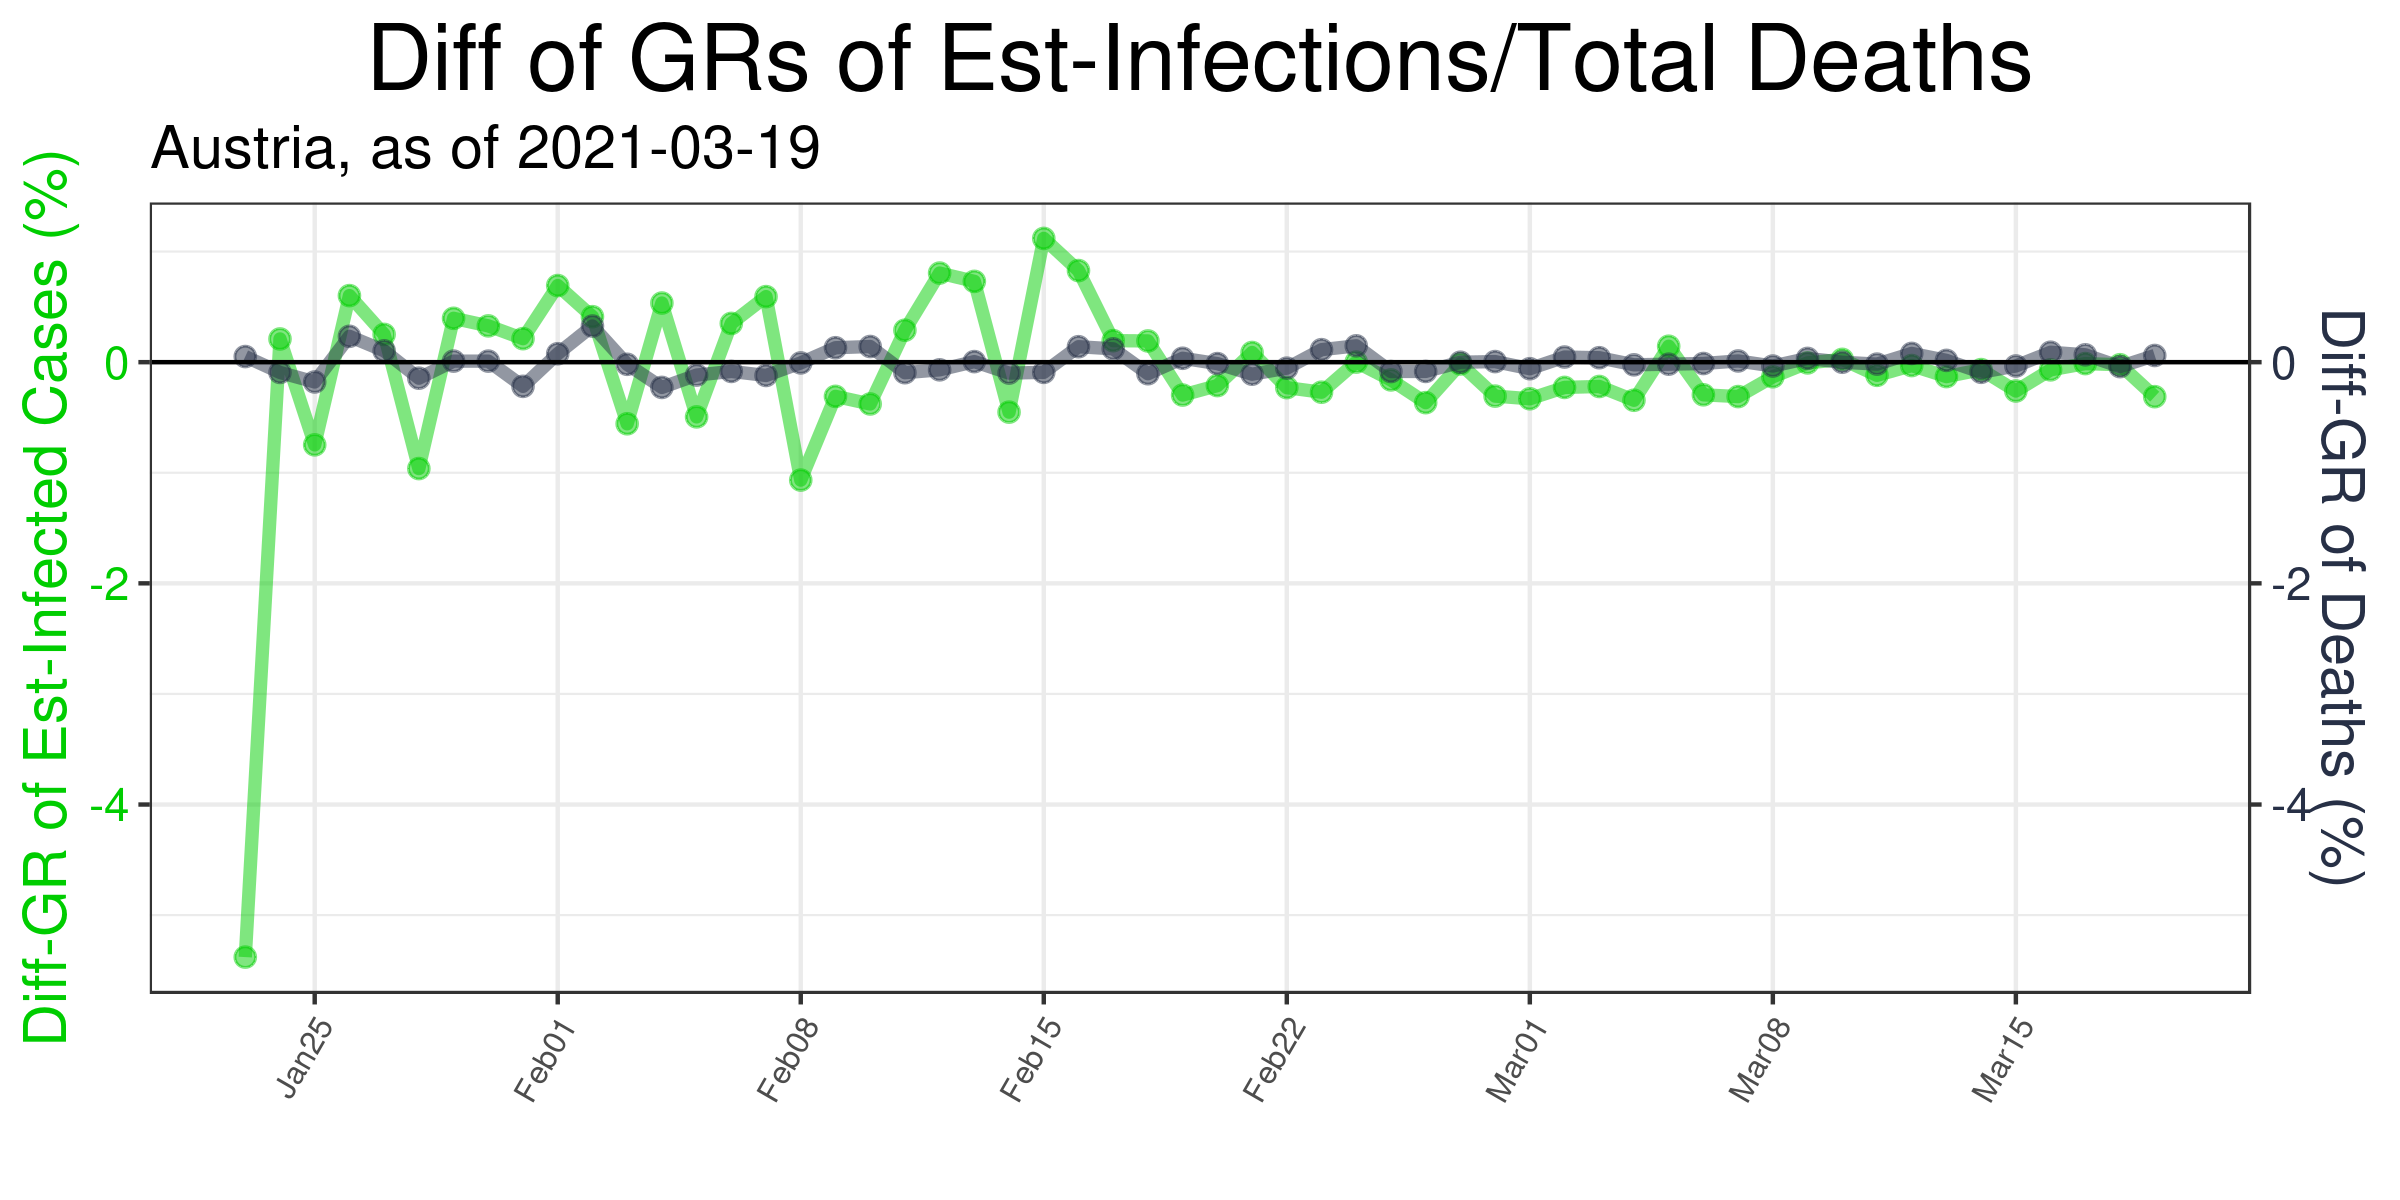 Diff of GRs of Est-Infections/Total Deaths
Austria, as of 2021-03-19
Diff-GR of Est-Infected Cases (%)
0
-2
-4
0
-2
-4
Diff-GR of Deaths (%)
Jan25
Feb01
Feb08
Feb15
Feb22
Mar01
Mar08
Mar15